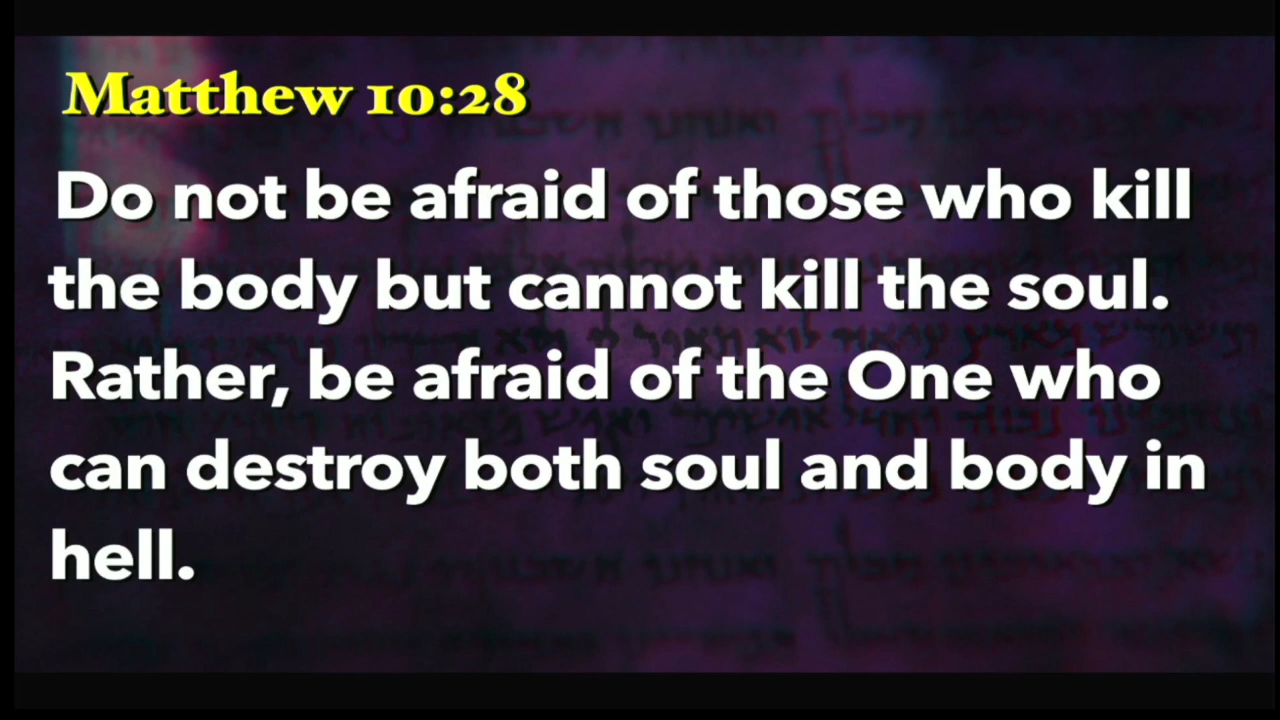 Matthew 10:28
Do not be afraid of those who kill
the body but cannot kill the soul.
Rather, be afraid of the One who
can destroy both soul and body in
hell.